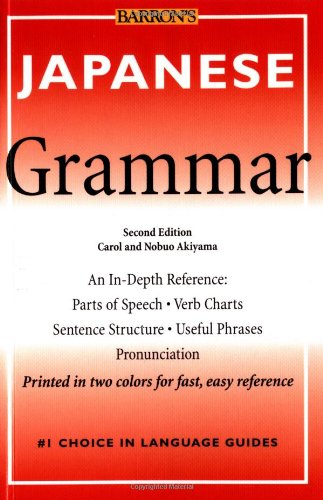 BARRON'S
JAPANESE
Grammar
Second Edition
Carol and Nobuo Akiyama
An In-Depth Reference:
Parts of Speech • Verb Charts
Sentence Structure • Useful Phrases
Pronunciation
Printed in two colors for fast, easy reference
#1 CHOICE IN LANGUAGE GUIDES